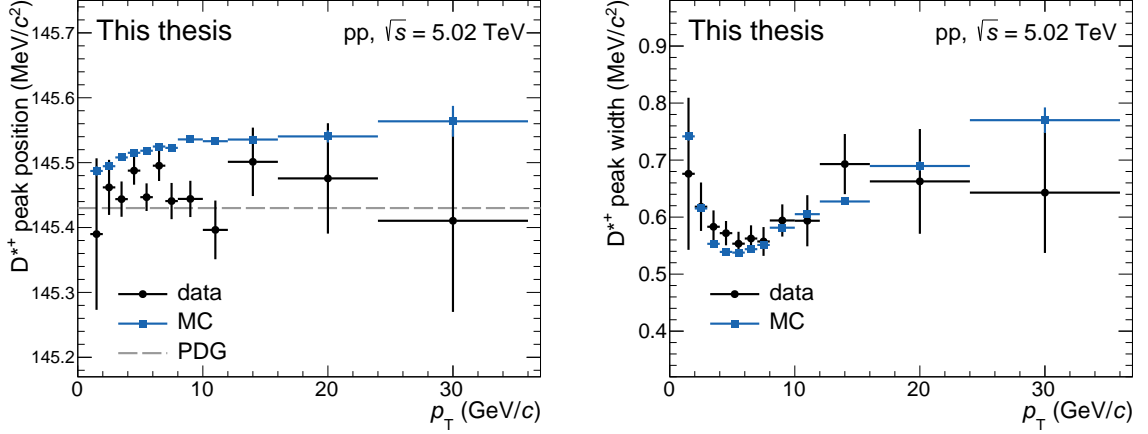 This thesis
pp, √s = 5.02 TeV
D*+ peak position (MeV/c²)
145.7
145.6
145.5
145.4
145.3
145.2
data
MC
PDG
0 10 20 30
pT (GeV/c)
This thesis
pp, √s = 5.02 TeV
D*+ peak width (MeV/c²)
0.9
0.8
0.7
0.6
0.5
0.4
data
MC
0 10 20 30
pT (GeV/c)